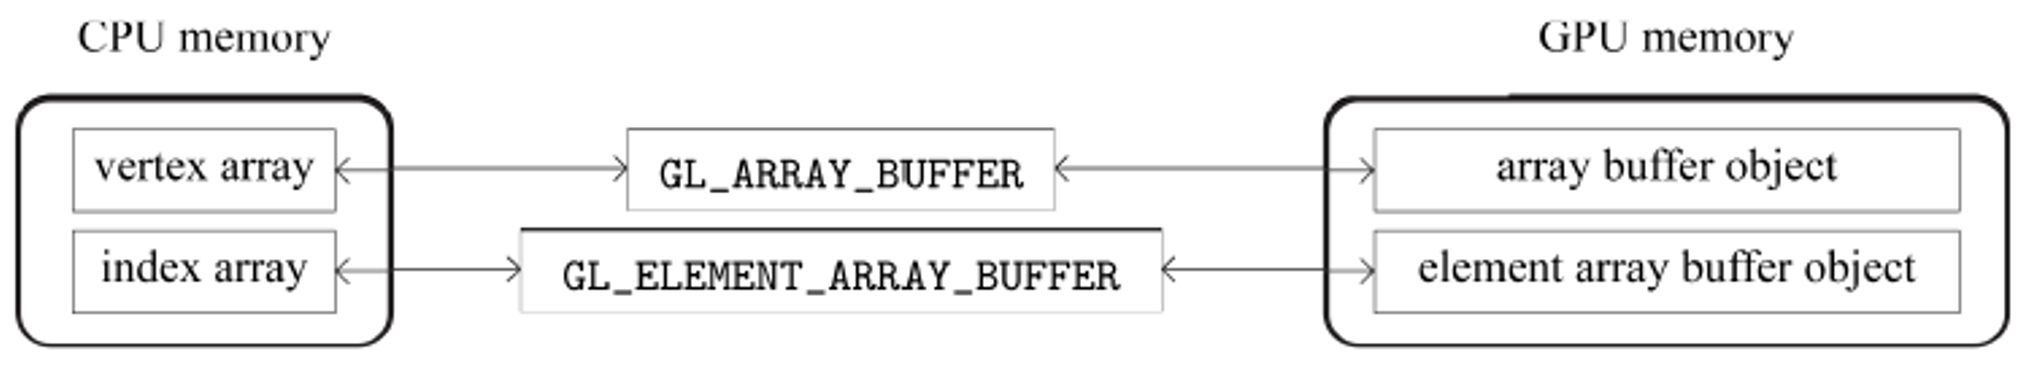 CPU memory
GPU memory
vertex array
GL_ARRAY_BUFFER
array buffer object
index array
GL_ELEMENT_ARRAY_BUFFER
element array buffer object